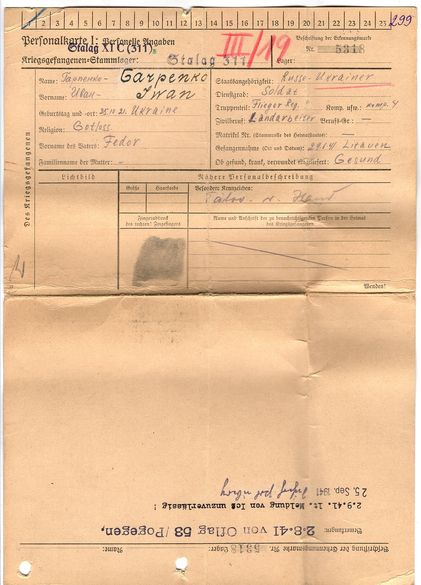 1 2 3 4 5 6 7 8 9 10 11 12 13 14 15 16 17 18 19 20 21 22 23 24 25
299
Personalkarte I: Personelle Angaben
Stalag XI C (311)
III/19
Beschriftung der Erkennungsmarke
Nr. 5318
Kriegsgefangenen-Stammlager: Stalag 311
Lager:
Des Kriegsgefangenen
Name: Гарпенко- Garpenko
Vorname: Иван- Iwan
Geburtstag und -ort: 25.10.21. Ukraine
Religion: Gotlos
Vorname des Vaters: Fedor
Familienname der Mutter: —
Staatsangehörigkeit: Russe-Ukrainer
Dienstgrad: Soldat
Truppenteil: Flieger Reg. Komp. usw.: komp. 4
Zivilberuf: Landarbeiter Berufs-Gr.: —
Matrikel Nr. (Stammrolle des Heimatstaates): —
Gefangennahme (Ort und Datum): Litauen
Ob gesund, krank, verwundet eingeliefert: Gesund
Lichtbild
Nähere Personalbeschreibung
Größe
Haarfarbe
Besondere Kennzeichen:
Fingerabdruck
des rechten! Zeigefingers
Name und Anschrift der zu benachrichtigenden Person in der Heimat
des Kriegsgefangenen
Wenden!
Beschriftung der Erkennungsmarke Nr. 5318 Lager: Name:
Bemerkungen: 2.8.41 von Oflag 53/Pogegen,
2.9.41. lt. Meldung von Ic% unzuverlässig!
25. Sep. 1941